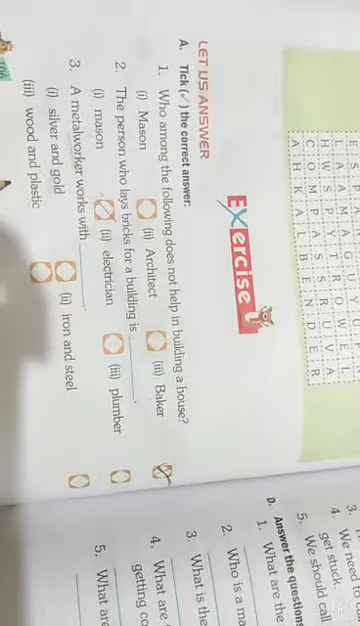 L A A M A G U
H W S P Y T R O W E L
C O M P A S S R U V A
A H K A L B E N D E R
Exercise
LET US ANSWER
A. Tick (✓) the correct answer:
1. Who among the following does not help in building a house?
(i) Mason (ii) Architect (iii) Baker
2. The person who lays bricks for a building is ________.
(i) mason (ii) electrician (iii) plumber
3. A metalworker works with ________.
(i) silver and gold (ii) iron and steel
(iii) wood and plastic
3.
4. We need to
get stuck
5. We should call
D. Answer the questions
1. What are the
2. Who is a ma
3. What is the
4. What are
getting co
5. What are